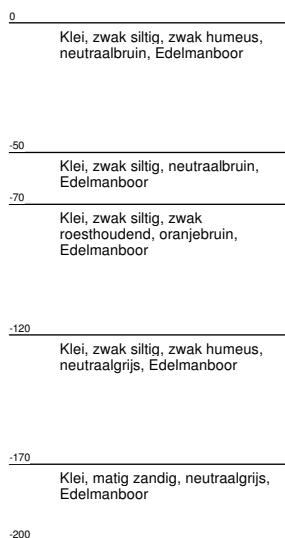 0
Klei, zwak siltig, zwak humeus,
neutraalbruin, Edelmanboor
-50
Klei, zwak siltig, neutraalbruin,
Edelmanboor
-70
Klei, zwak siltig, zwak
roesthoudend, oranjebruin,
Edelmanboor
-120
Klei, zwak siltig, zwak humeus,
neutraalgrijs, Edelmanboor
-170
Klei, matig zandig, neutraalgrijs,
Edelmanboor
-200